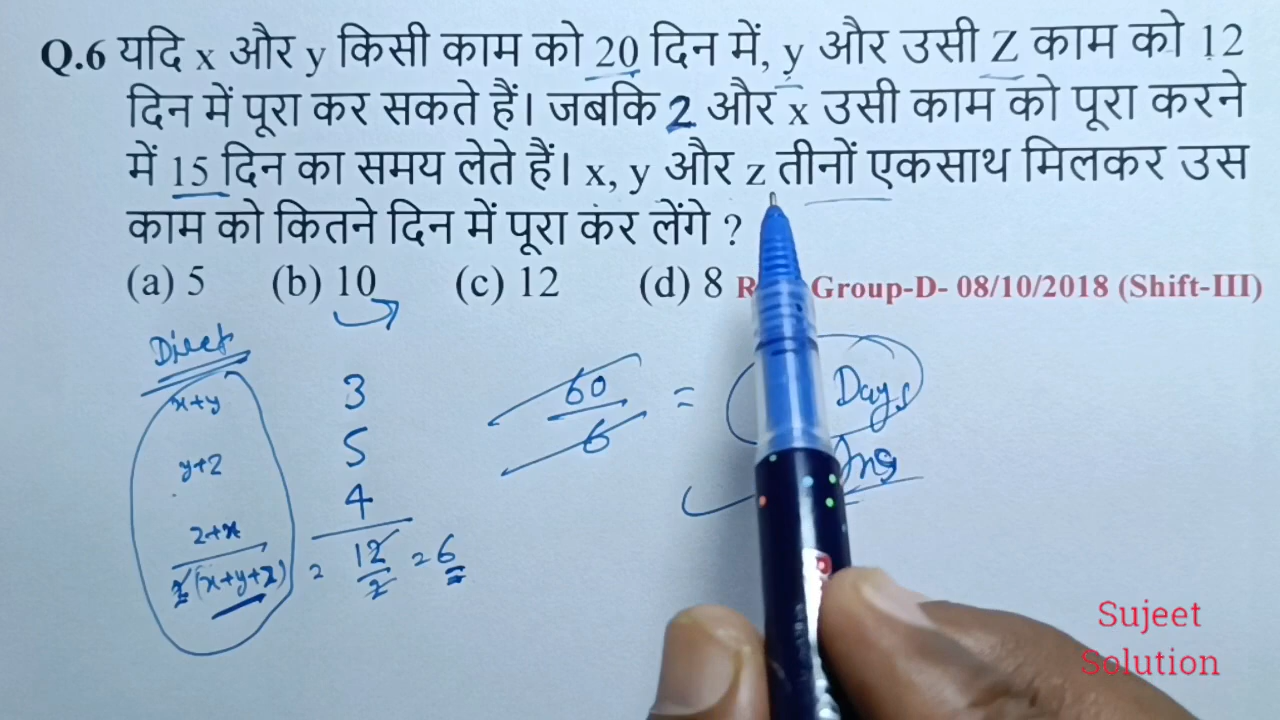 Q.6 यदि x और y किसी काम को 20 दिन में, y और उसी Z काम को 12
दिन में पूरा कर सकते हैं। जबकि 2 और x उसी काम को पूरा करने
में 15 दिन का समय लेते हैं। x, y और z तीनों एकसाथ मिलकर उस
काम को कितने दिन में पूरा कर लेंगे ?
(a) 5 (b) 10 (c) 12 (d) 8 R Group-D- 08/10/2018 (Shift-III)
Direct
x+y 3
y+z 5
z+x 4
2(x+y+z) = 12/2 = 6
60/6 = Days
Ans
Sujeet
Solution